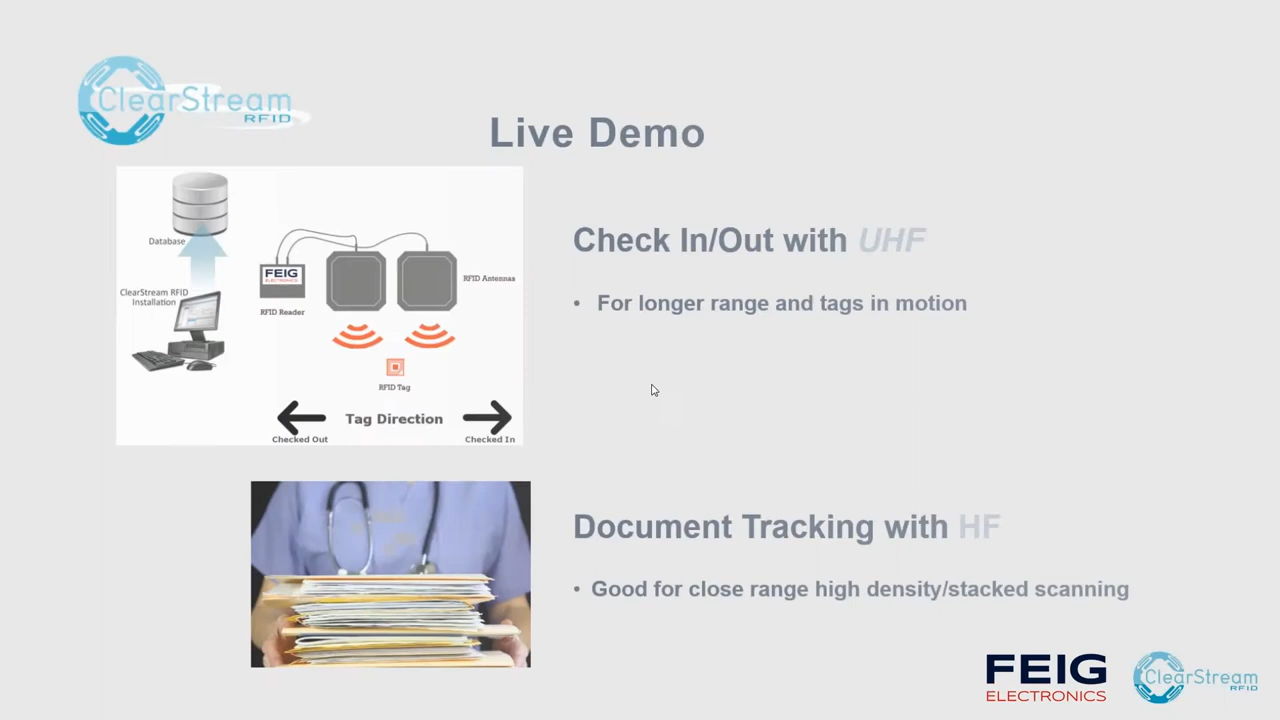 ClearStream
RFID
Live Demo
Database
ClearStream RFID
Installation
FEIG
ELECTRONICS
RFID Reader
RFID Antennas
RFID Tag
Tag Direction
Checked Out
Checked In
Check In/Out with UHF
• For longer range and tags in motion
Document Tracking with HF
• Good for close range high density/stacked scanning
FEIG
ELECTRONICS
ClearStream
RFID